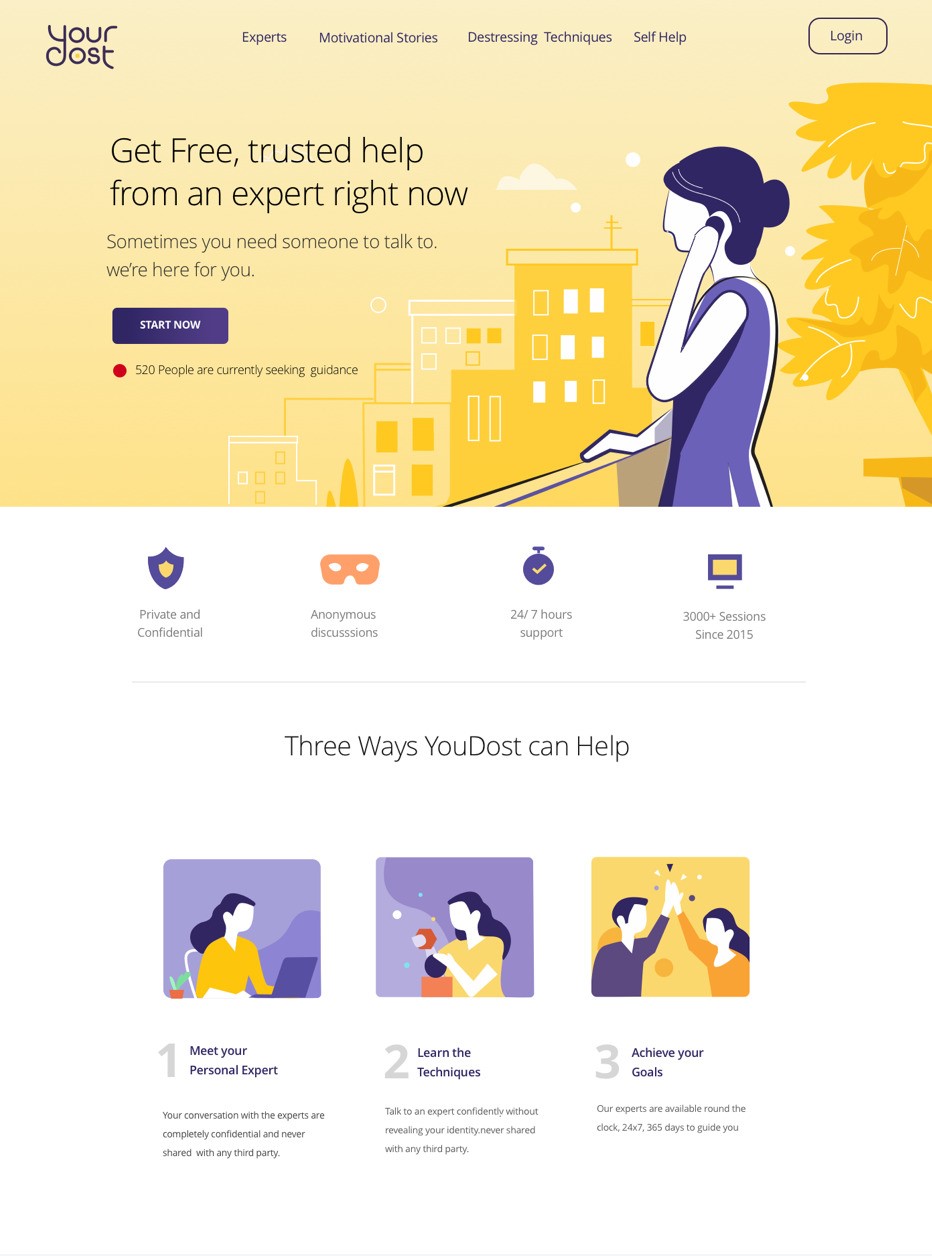 your
dost
Experts
Motivational Stories
Destressing Techniques
Self Help
Login
Get Free, trusted help
from an expert right now
Sometimes you need someone to talk to.
we’re here for you.
START NOW
520 People are currently seeking guidance
Private and
Confidential
Anonymous
discusssions
24/ 7 hours
support
3000+ Sessions
Since 2015
Three Ways YouDost can Help
1
Meet your
Personal Expert
Your conversation with the experts are
completely confidential and never
shared with any third party.
2
Learn the
Techniques
Talk to an expert confidently without
revealing your identity.never shared
with any third party.
3
Achieve your
Goals
Our experts are available round the
clock, 24x7, 365 days to guide you